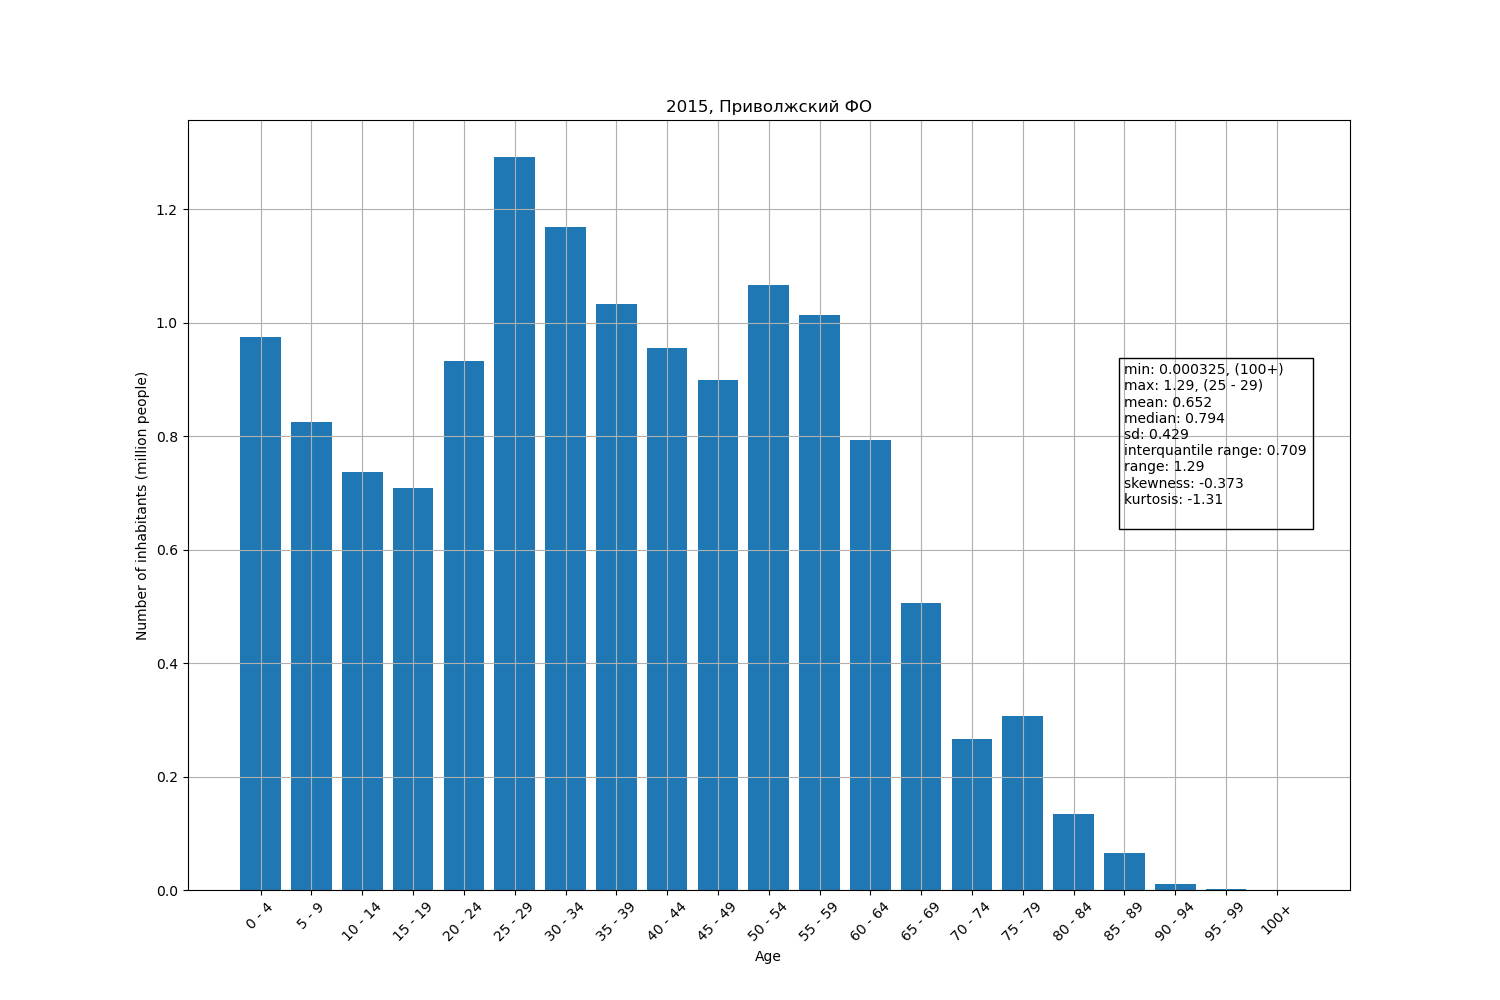 2015, Приволжский ФО
Number of inhabitants (million people)
1.2
1.0
0.8
0.6
0.4
0.2
0.0
min: 0.000325, (100+)
max: 1.29, (25 - 29)
mean: 0.652
median: 0.794
sd: 0.429
interquantile range: 0.709
range: 1.29
skewness: -0.373
kurtosis: -1.31
0 - 4
5 - 9
10 - 14
15 - 19
20 - 24
25 - 29
30 - 34
35 - 39
40 - 44
45 - 49
50 - 54
55 - 59
60 - 64
65 - 69
70 - 74
75 - 79
80 - 84
85 - 89
90 - 94
95 - 99
100+
Age